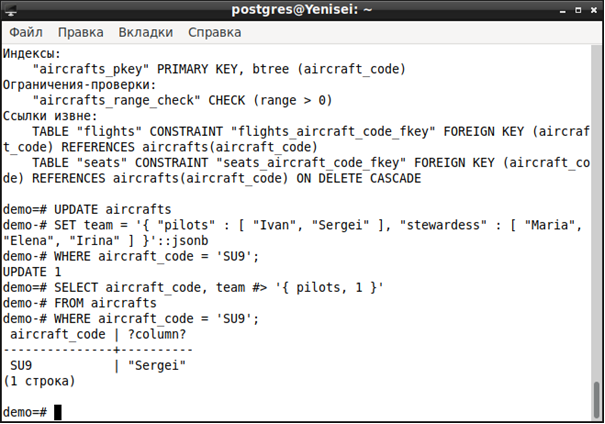 postgres@Yenisei: ~
Файл Правка Вкладки Справка
Индексы:
    "aircrafts_pkey" PRIMARY KEY, btree (aircraft_code)
Ограничения-проверки:
    "aircrafts_range_check" CHECK (range > 0)
Ссылки извне:
    TABLE "flights" CONSTRAINT "flights_aircraft_code_fkey" FOREIGN KEY (aircraf
t_code) REFERENCES aircrafts(aircraft_code)
    TABLE "seats" CONSTRAINT "seats_aircraft_code_fkey" FOREIGN KEY (aircraft_co
de) REFERENCES aircrafts(aircraft_code) ON DELETE CASCADE
demo=# UPDATE aircrafts
demo-# SET team = '{ "pilots" : [ "Ivan", "Sergei" ], "stewardess" : [ "Maria",
"Elena", "Irina" ] }'::jsonb
demo-# WHERE aircraft_code = 'SU9';
UPDATE 1
demo=# SELECT aircraft_code, team #> '{ pilots, 1 }'
demo-# FROM aircrafts
demo-# WHERE aircraft_code = 'SU9';
 aircraft_code | ?column?
---------------+----------
 SU9           | "Sergei"
(1 строка)
demo=#